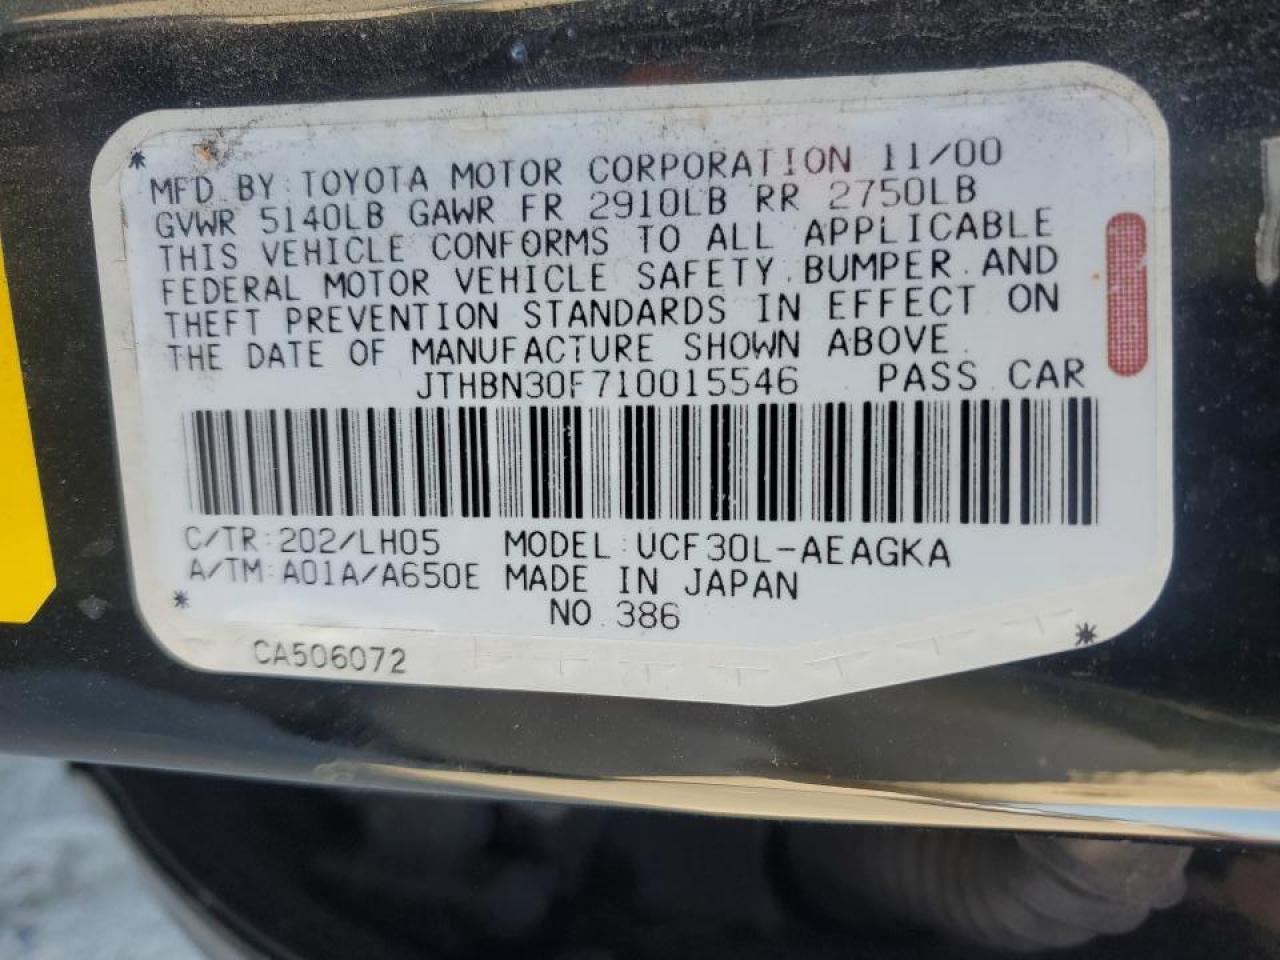 MFD. BY: TOYOTA MOTOR CORPORATION 11/00
GVWR 5140LB GAWR FR 2910LB RR 2750LB
THIS VEHICLE CONFORMS TO ALL APPLICABLE
FEDERAL MOTOR VEHICLE SAFETY, BUMPER, AND
THEFT PREVENTION STANDARDS IN EFFECT ON
THE DATE OF MANUFACTURE SHOWN ABOVE.
JTHBN30F710015546 PASS. CAR
C/TR:202/LH05 MODEL:UCF30L-AEAGKA
A/TM:A01A/A650E MADE IN JAPAN
NO.386
CA506072